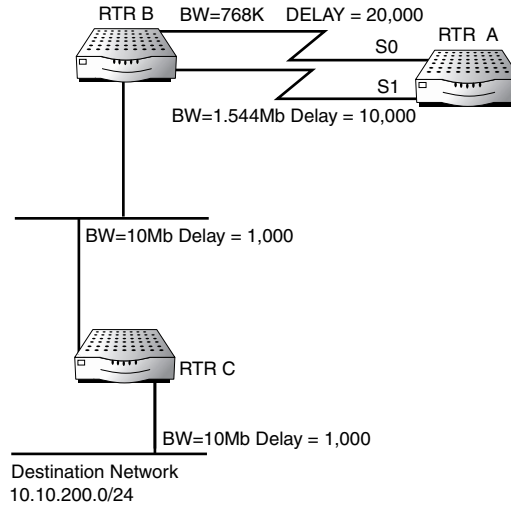 RTR B
BW=768K DELAY = 20,000
RTR A
S0
S1
BW=1.544Mb Delay = 10,000
BW=10Mb Delay = 1,000
RTR C
BW=10Mb Delay = 1,000
Destination Network
10.10.200.0/24